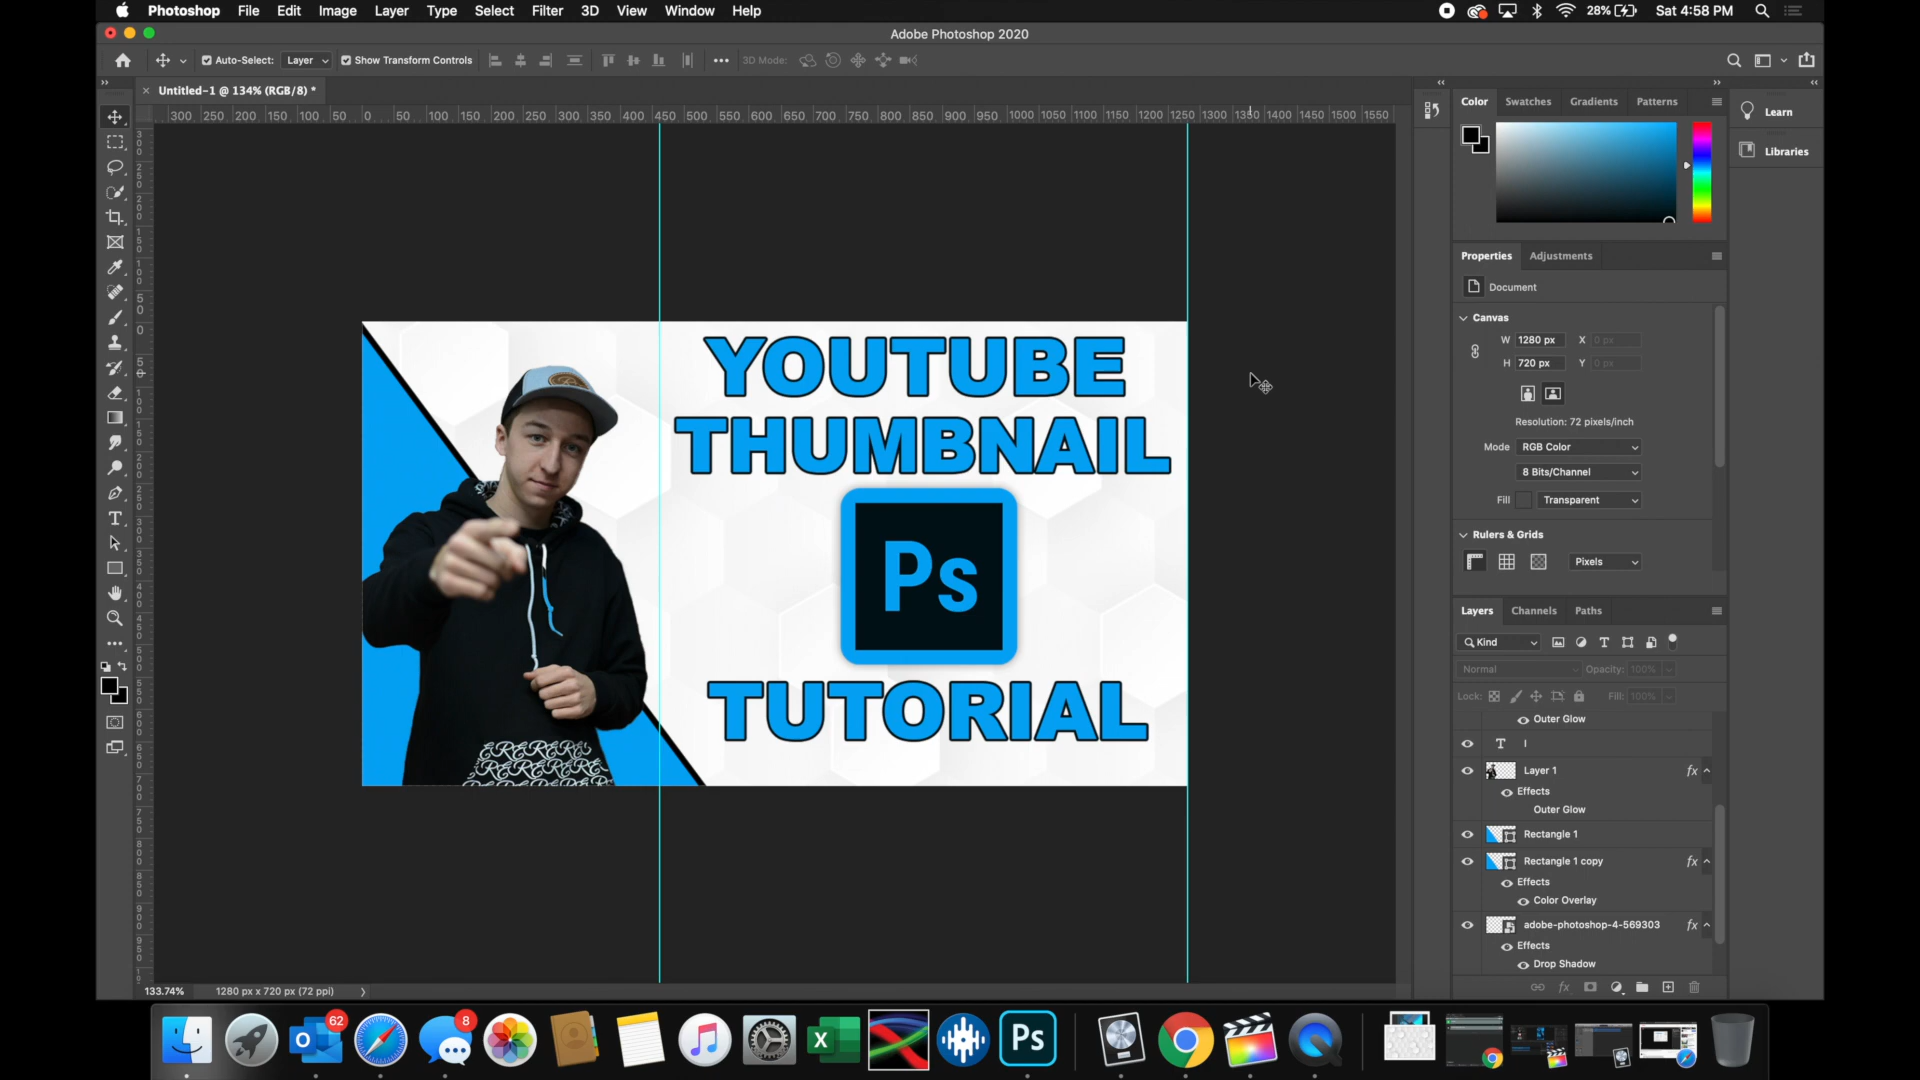 Photoshop File Edit Image Layer Type Select Filter 3D View Window Help 28% Sat 4:58 PM
Adobe Photoshop 2020
Auto-Select: Layer Show Transform Controls 3D Mode:
Untitled-1 @ 134% (RGB/8) *
300 250 200 150 100 50 0 50 100 150 200 250 300 350 400 450 500 550 600 650 700 750 800 850 900 950 1000 1050 1100 1150 1200 1250 1300 1350 1400 1450 1500 1550
Color Swatches Gradients Patterns
Learn
Libraries
Properties Adjustments
Document
Canvas
W 1280 px X 0 px
H 720 px Y 0 px
Resolution: 72 pixels/inch
Mode RGB Color
8 Bits/Channel
Fill Transparent
Rulers & Grids
Pixels
Layers Channels Paths
Kind
Normal Opacity: 100%
Lock: Fill: 100%
Outer Glow
T I
Layer 1 fx
Effects
Outer Glow
Rectangle 1
Rectangle 1 copy fx
Effects
Color Overlay
adobe-photoshop-4-569303 fx
Effects
Drop Shadow
YOUTUBE
THUMBNAIL
Ps
TUTORIAL
133.74% 1280 px x 720 px (72 ppi)
62
8
Ps